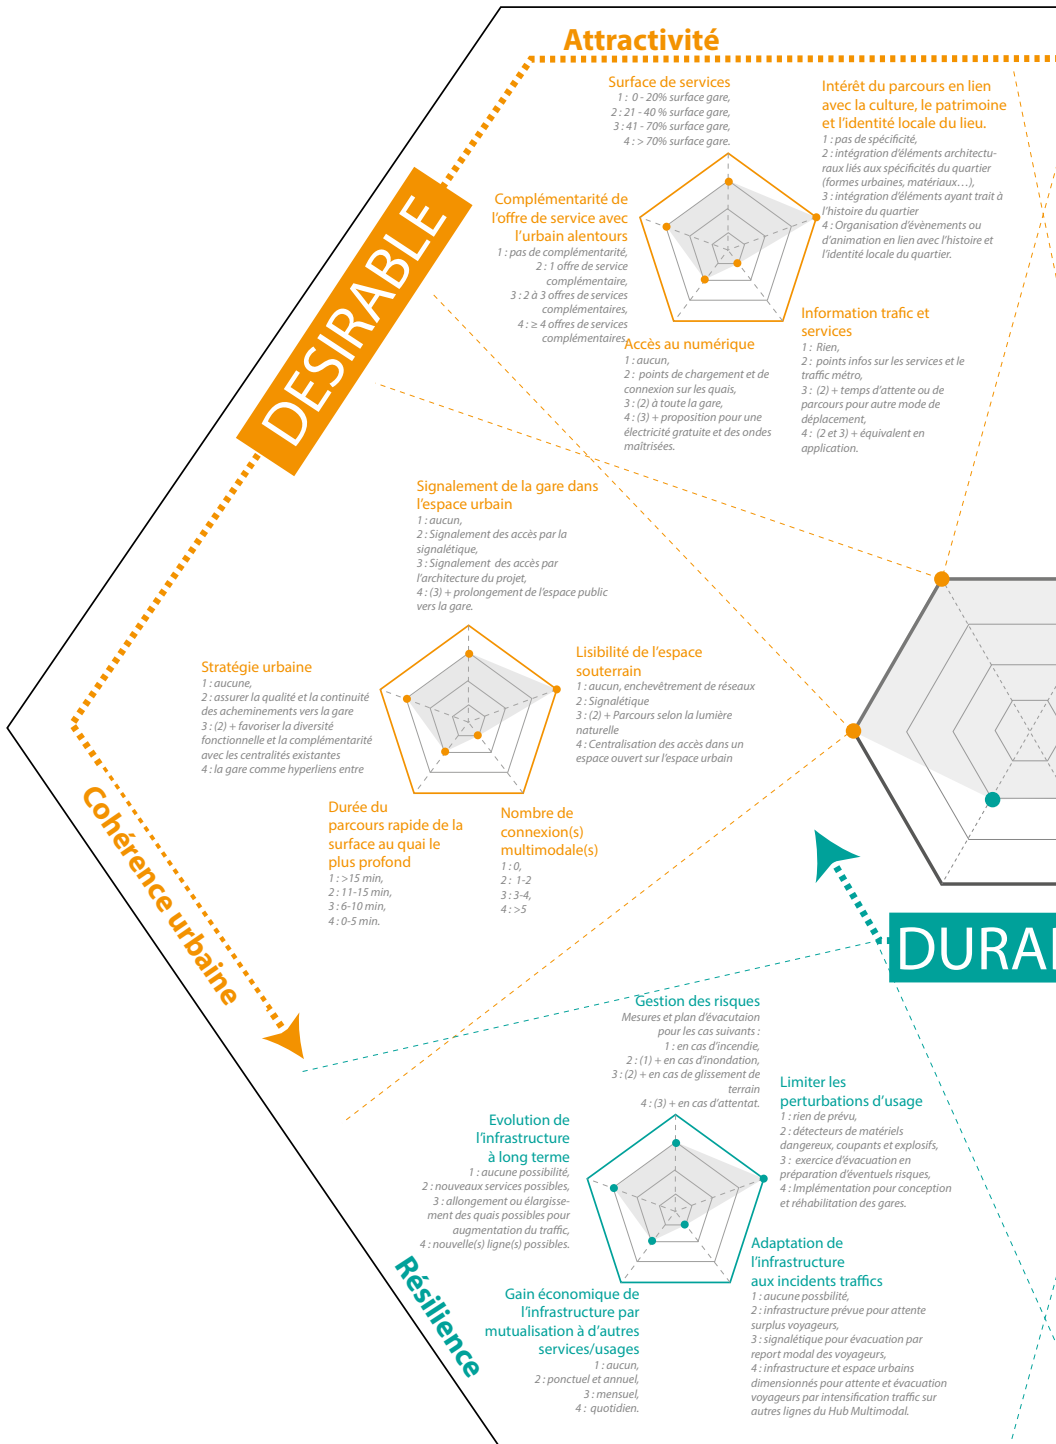 Attractivité
Surface de services
1 : 0 - 20% surface gare,
2 : 21 - 40 % surface gare,
3 : 41 - 70% surface gare,
4 : > 70% surface gare.
Intérêt du parcours en lien
avec la culture, le patrimoine
et l'identité locale du lieu.
1 : pas de spécificité,
2 : intégration d'éléments architectu-
raux liés aux spécificités du quartier
(formes urbaines, matériaux…),
3 : intégration d'éléments ayant trait à
l'histoire du quartier
4 : Organisation d'évènements ou
d'animation en lien avec l'histoire et
l'identité locale du quartier.
Complémentarité de
l'offre de service avec
l'urbain alentours
1 : pas de complémentarité,
2 : 1 offre de service
complémentaire,
3 : 2 à 3 offres de services
complémentaires,
4 : ≥ 4 offres de services
complémentaires.
Accès au numérique
1 : aucun,
2 : points de chargement et de
connexion sur les quais,
3 : (2) à toute la gare,
4 : (3) + proposition pour une
électricité gratuite et des ondes
maîtrisées.
Information trafic et
services
1 : Rien,
2 : points infos sur les services et le
traffic métro,
3 : (2) + temps d'attente ou de
parcours pour autre mode de
déplacement,
4 : (2 et 3) + équivalent en
application.
DESIRABLE
Signalement de la gare dans
l'espace urbain
1 : aucun,
2 : Signalement des accès par la
signalétique,
3 : Signalement des accès par
l'architecture du projet,
4 : (3) + prolongement de l'espace public
vers la gare.
Stratégie urbaine
1 : aucune,
2 : assurer la qualité et la continuité
des acheminements vers la gare
3 : (2) + favoriser la diversité
fonctionnelle et la complémentarité
avec les centralités existantes
4 : la gare comme hyperliens entre
Lisibilité de l'espace
souterrain
1 : aucun, enchevêtrement de réseaux
2 : Signalétique
3 : (2) + Parcours selon la lumière
naturelle
4 : Centralisation des accès dans un
espace ouvert sur l'espace urbain
Durée du
parcours rapide de la
surface au quai le
plus profond
1 : >15 min,
2 : 11-15 min,
3 : 6-10 min,
4 : 0-5 min.
Nombre de
connexion(s)
multimodale(s)
1 : 0,
2 : 1-2
3 : 3-4,
4 : >5
Cohérence urbaine
DURA
Gestion des risques
Mesures et plan d'évacutaion
pour les cas suivants :
1 : en cas d'incendie,
2 : (1) + en cas d'inondation,
3 : (2) + en cas de glissement de
terrain
4 : (3) + en cas d'attentat.
Limiter les
perturbations d'usage
1 : rien de prévu,
2 : détecteurs de matériels
dangereux, coupants et explosifs,
3 : exercice d'évacuation en
préparation d'éventuels risques,
4 : Implémentation pour conception
et réhabilitation des gares.
Evolution de
l'infrastructure
à long terme
1 : aucune possibilité,
2 : nouveaux services possibles,
3 : allongement ou élargisse-
ment des quais possibles pour
augmentation du traffic,
4 : nouvelle(s) ligne(s) possibles.
Adaptation de
l'infrastructure
aux incidents traffics
1 : aucune possbilité,
2 : infrastructure prévue pour attente
surplus voyageurs,
3 : signalétique pour évacuation par
report modal des voyageurs,
4 : infrastructure et espace urbains
dimensionnés pour attente et évacuation
voyageurs par intensification traffic sur
autres lignes du Hub Multimodal.
Gain économique de
l'infrastructure par
mutualisation à d'autres
services/usages
1 : aucun,
2 : ponctuel et annuel,
3 : mensuel,
4 : quotidien.
Résilience